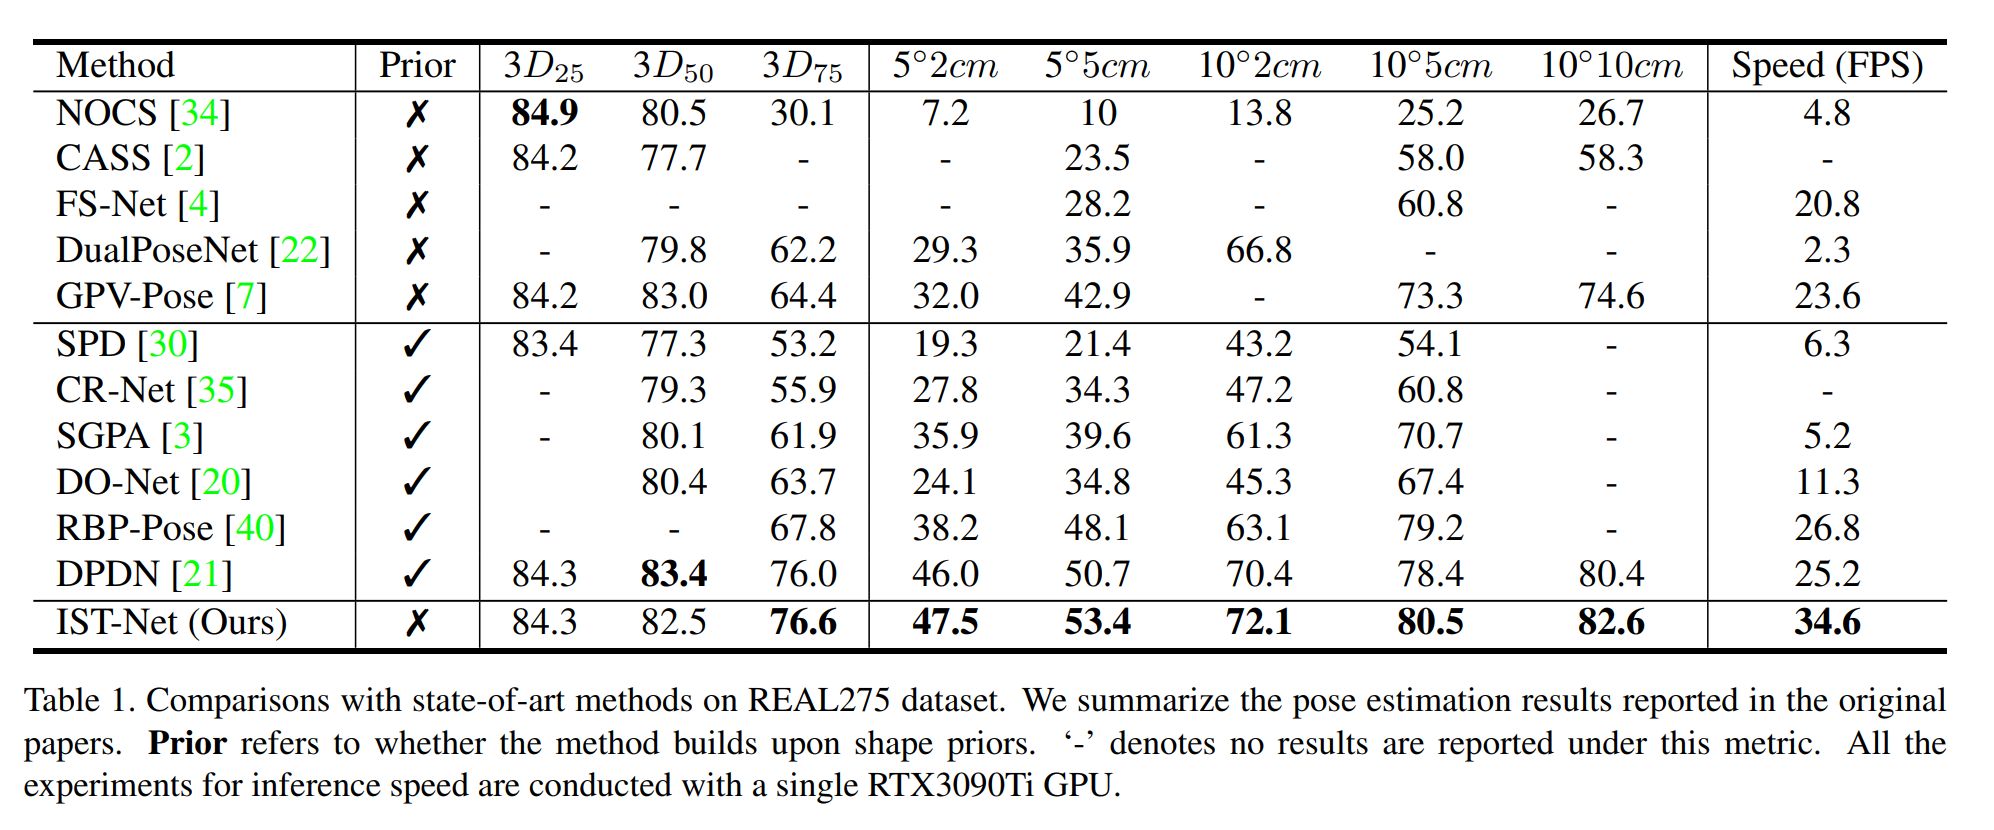 Method Prior 3D25 3D50 3D75 5°2cm 5°5cm 10°2cm 10°5cm 10°10cm Speed (FPS)
NOCS [34] ✗ 84.9 80.5 30.1 7.2 10 13.8 25.2 26.7 4.8
CASS [2] ✗ 84.2 77.7 - - 23.5 - 58.0 58.3 -
FS-Net [4] ✗ - - - - 28.2 - 60.8 - 20.8
DualPoseNet [22] ✗ - 79.8 62.2 29.3 35.9 66.8 - - 2.3
GPV-Pose [7] ✗ 84.2 83.0 64.4 32.0 42.9 - 73.3 74.6 23.6
SPD [30] ✓ 83.4 77.3 53.2 19.3 21.4 43.2 54.1 - 6.3
CR-Net [35] ✓ - 79.3 55.9 27.8 34.3 47.2 60.8 - -
SGPA [3] ✓ - 80.1 61.9 35.9 39.6 61.3 70.7 - 5.2
DO-Net [20] ✓ 80.4 63.7 24.1 34.8 45.3 67.4 - 11.3
RBP-Pose [40] ✓ - - 67.8 38.2 48.1 63.1 79.2 - 26.8
DPDN [21] ✓ 84.3 83.4 76.0 46.0 50.7 70.4 78.4 80.4 25.2
IST-Net (Ours) ✗ 84.3 82.5 76.6 47.5 53.4 72.1 80.5 82.6 34.6
Table 1. Comparisons with state-of-art methods on REAL275 dataset. We summarize the pose estimation results reported in the original
papers. Prior refers to whether the method builds upon shape priors. ‘-’ denotes no results are reported under this metric. All the
experiments for inference speed are conducted with a single RTX3090Ti GPU.